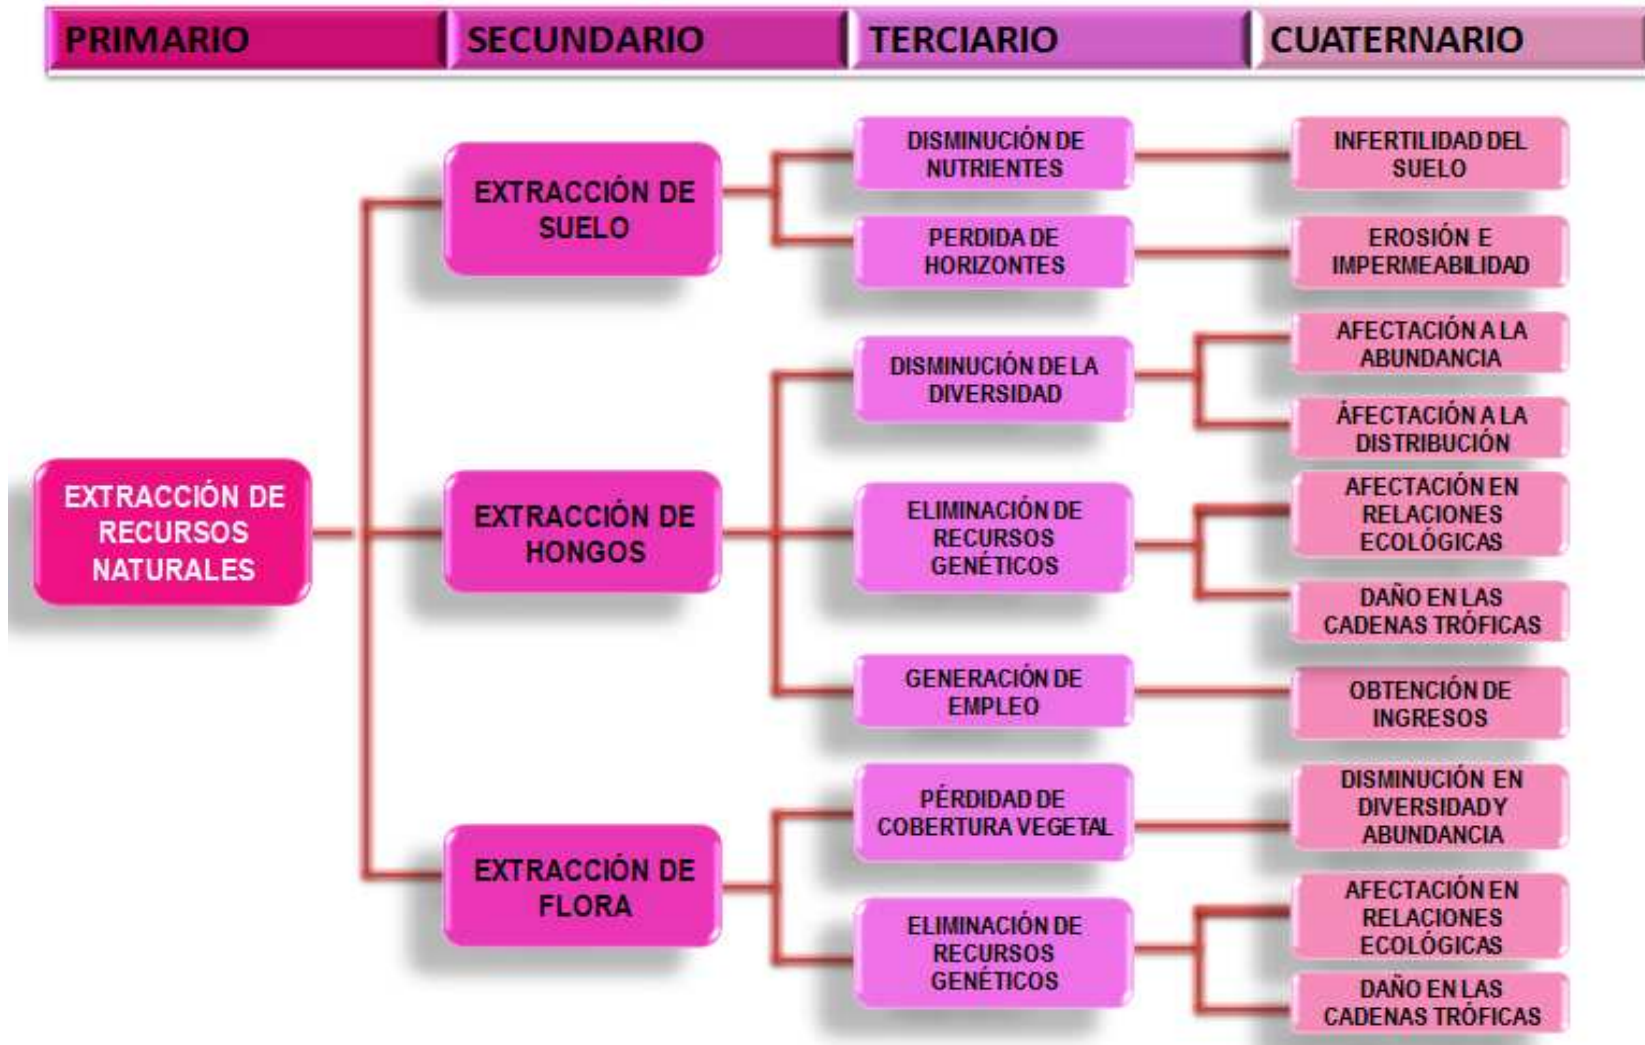 PRIMARIO
SECUNDARIO
TERCIARIO
CUATERNARIO
EXTRACCIÓN DE
RECURSOS
NATURALES
EXTRACCIÓN DE
SUELO
DISMINUCIÓN DE
NUTRIENTES
INFERTILIDAD DEL
SUELO
PERDIDA DE
HORIZONTES
EROSIÓN E
IMPERMEABILIDAD
EXTRACCIÓN DE
HONGOS
DISMINUCIÓN DE LA
DIVERSIDAD
AFECTACIÓN A LA
ABUNDANCIA
ÁFECTACIÓN A LA
DISTRIBUCIÓN
ELIMINACIÓN DE
RECURSOS
GENÉTICOS
AFECTACIÓN EN
RELACIONES
ECOLÓGICAS
DAÑO EN LAS
CADENAS TRÓFICAS
GENERACIÓN DE
EMPLEO
OBTENCIÓN DE
INGRESOS
EXTRACCIÓN DE
FLORA
PÉRDIDAD DE
COBERTURA VEGETAL
DISMINUCIÓN EN
DIVERSIDAD Y
ABUNDANCIA
ELIMINACIÓN DE
RECURSOS
GENÉTICOS
AFECTACIÓN EN
RELACIONES
ECOLÓGICAS
DAÑO EN LAS
CADENAS TRÓFICAS